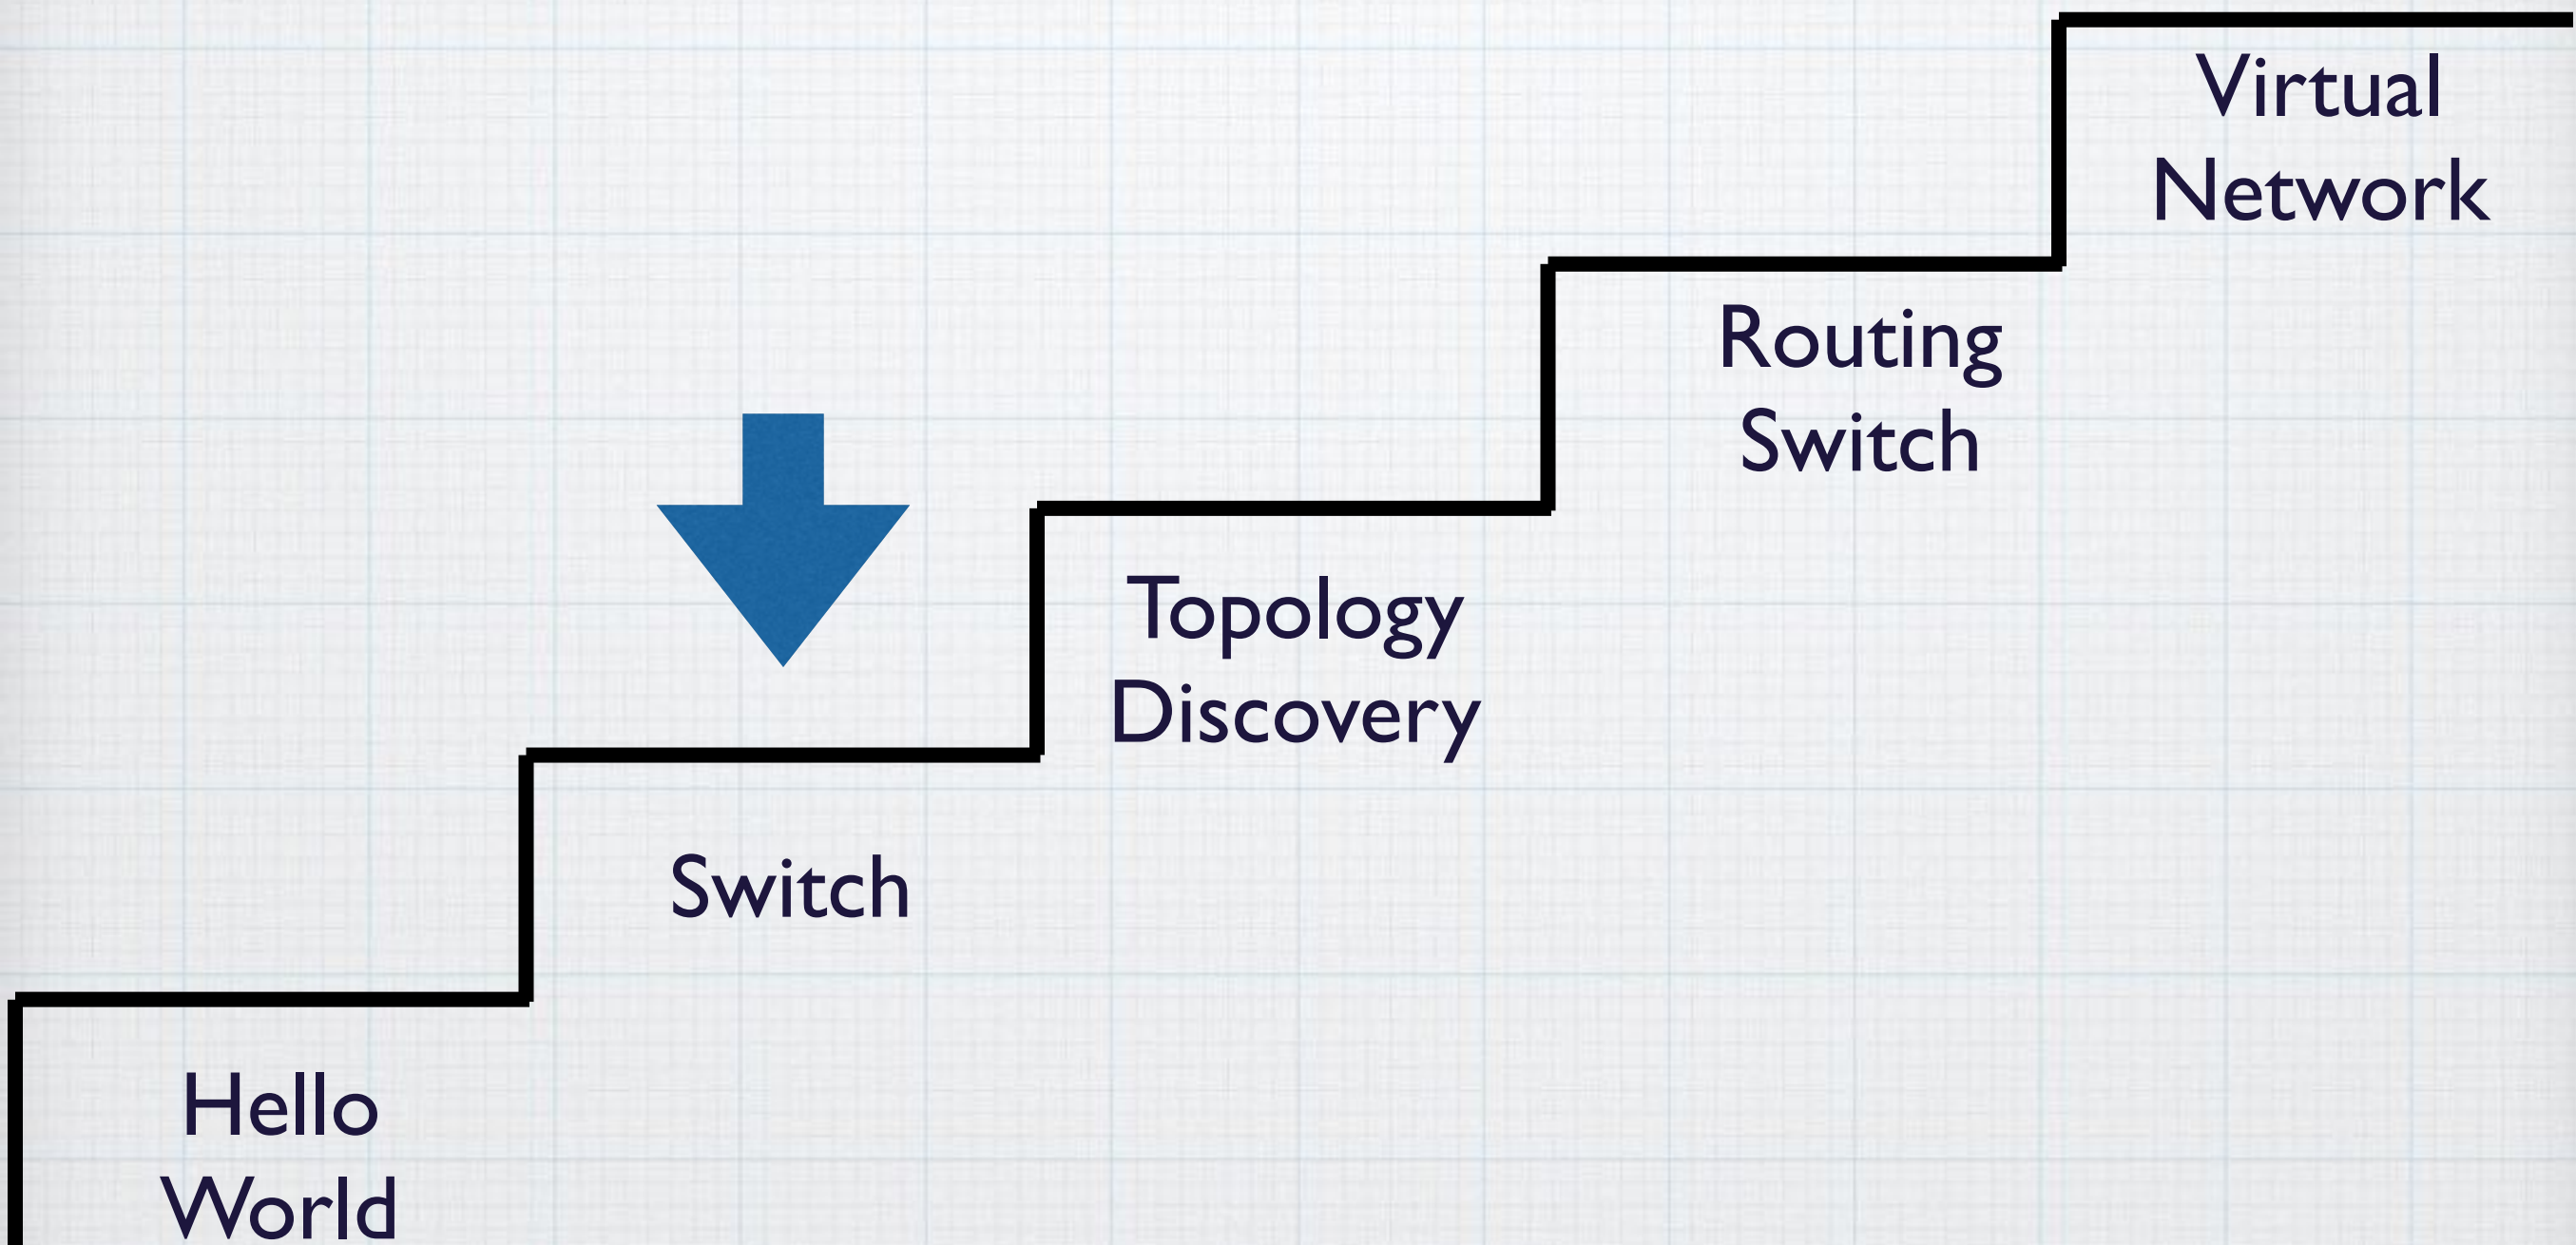 Virtual
Network
Routing
Switch
Topology
Discovery
Switch
Hello
World